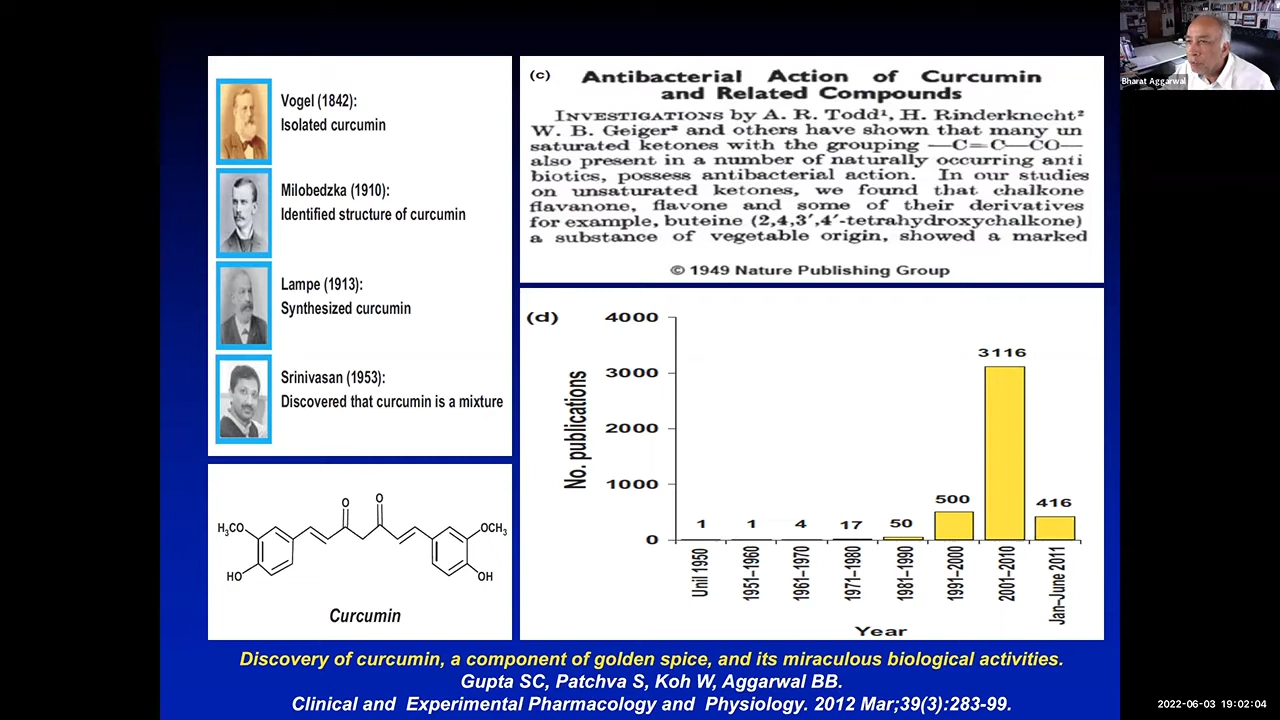 Vogel (1842):
Isolated curcumin
Milobedzka (1910):
Identified structure of curcumin
Lampe (1913):
Synthesized curcumin
Srinivasan (1953):
Discovered that curcumin is a mixture
H₃CO
O
O
OCH₃
HO
OH
Curcumin
(c)
Antibacterial Action of Curcumin
and Related Compounds
INVESTIGATIONS by A. R. Todd¹, H. Rinderknecht²
W. B. Geiger³ and others have shown that many un
saturated ketones with the grouping —C=C—CO—
also present in a number of naturally occurring anti
biotics, possess antibacterial action. In our studies
on unsaturated ketones, we found that chalkone
flavanone, flavone and some of their derivatives
for example, buteine (2,4,3′,4′-tetrahydroxychalkone)
a substance of vegetable origin, showed a marked
© 1949 Nature Publishing Group
(d)
No. publications
4000
3000
2000
1000
0
1
1
4
17
50
500
3116
416
Unil 1950
1951–1960
1961–1970
1971–1980
1981–1990
1991–2000
2001–2010
Jan–June 2011
Year
Discovery of curcumin, a component of golden spice, and its miraculous biological activities.
Gupta SC, Patchva S, Koh W, Aggarwal BB.
Clinical and Experimental Pharmacology and Physiology. 2012 Mar;39(3):283-99.
Bharat Aggarwal
2022-06-03 19:02:04